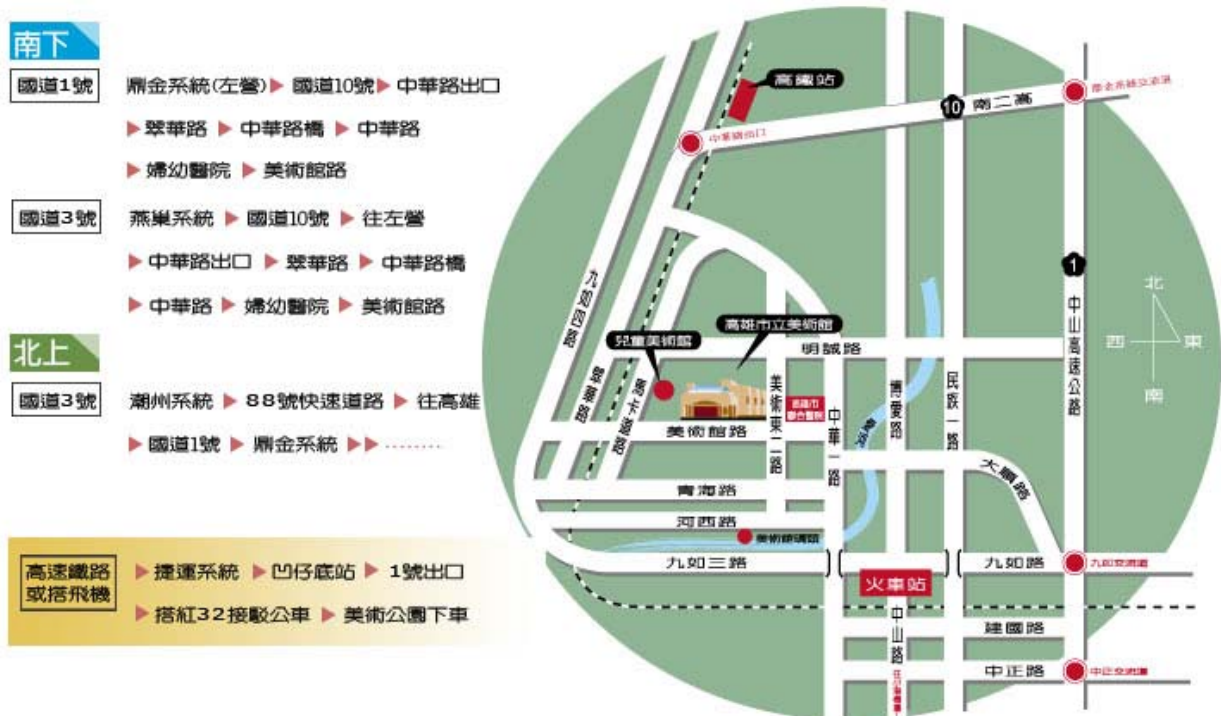 南下
國道1號 鼎金系統(左營)▶國道10號▶中華路出口
▶翠華路▶中華路橋▶中華路
▶婦幼醫院▶美術館路
國道3號 燕巢系統▶國道10號▶往左營
▶中華路出口▶翠華路▶中華路橋
▶中華路▶婦幼醫院▶美術館路
北上
國道3號 潮州系統▶88號快速道路▶往高雄
▶國道1號▶鼎金系統▶▶········
高速鐵路
或搭飛機
▶捷運系統▶凹仔底站▶1號出口
▶搭紅32接駁公車▶美術公園下車
高鐵站
10
南二高
中華路出口
1
中山高速公路
北
西
東
南
九如四路
翠華路
馬卡道路
兒童美術館
高雄市立美術館
明誠路
美術東二路
高雄市
聯合醫院
中華一路
愛河
博愛路
民族一路
大順路
美術館路
青海路
河西路
九如三路
九如路
九如交流道
火車站
中山路
建國路
中正路
中正交流道